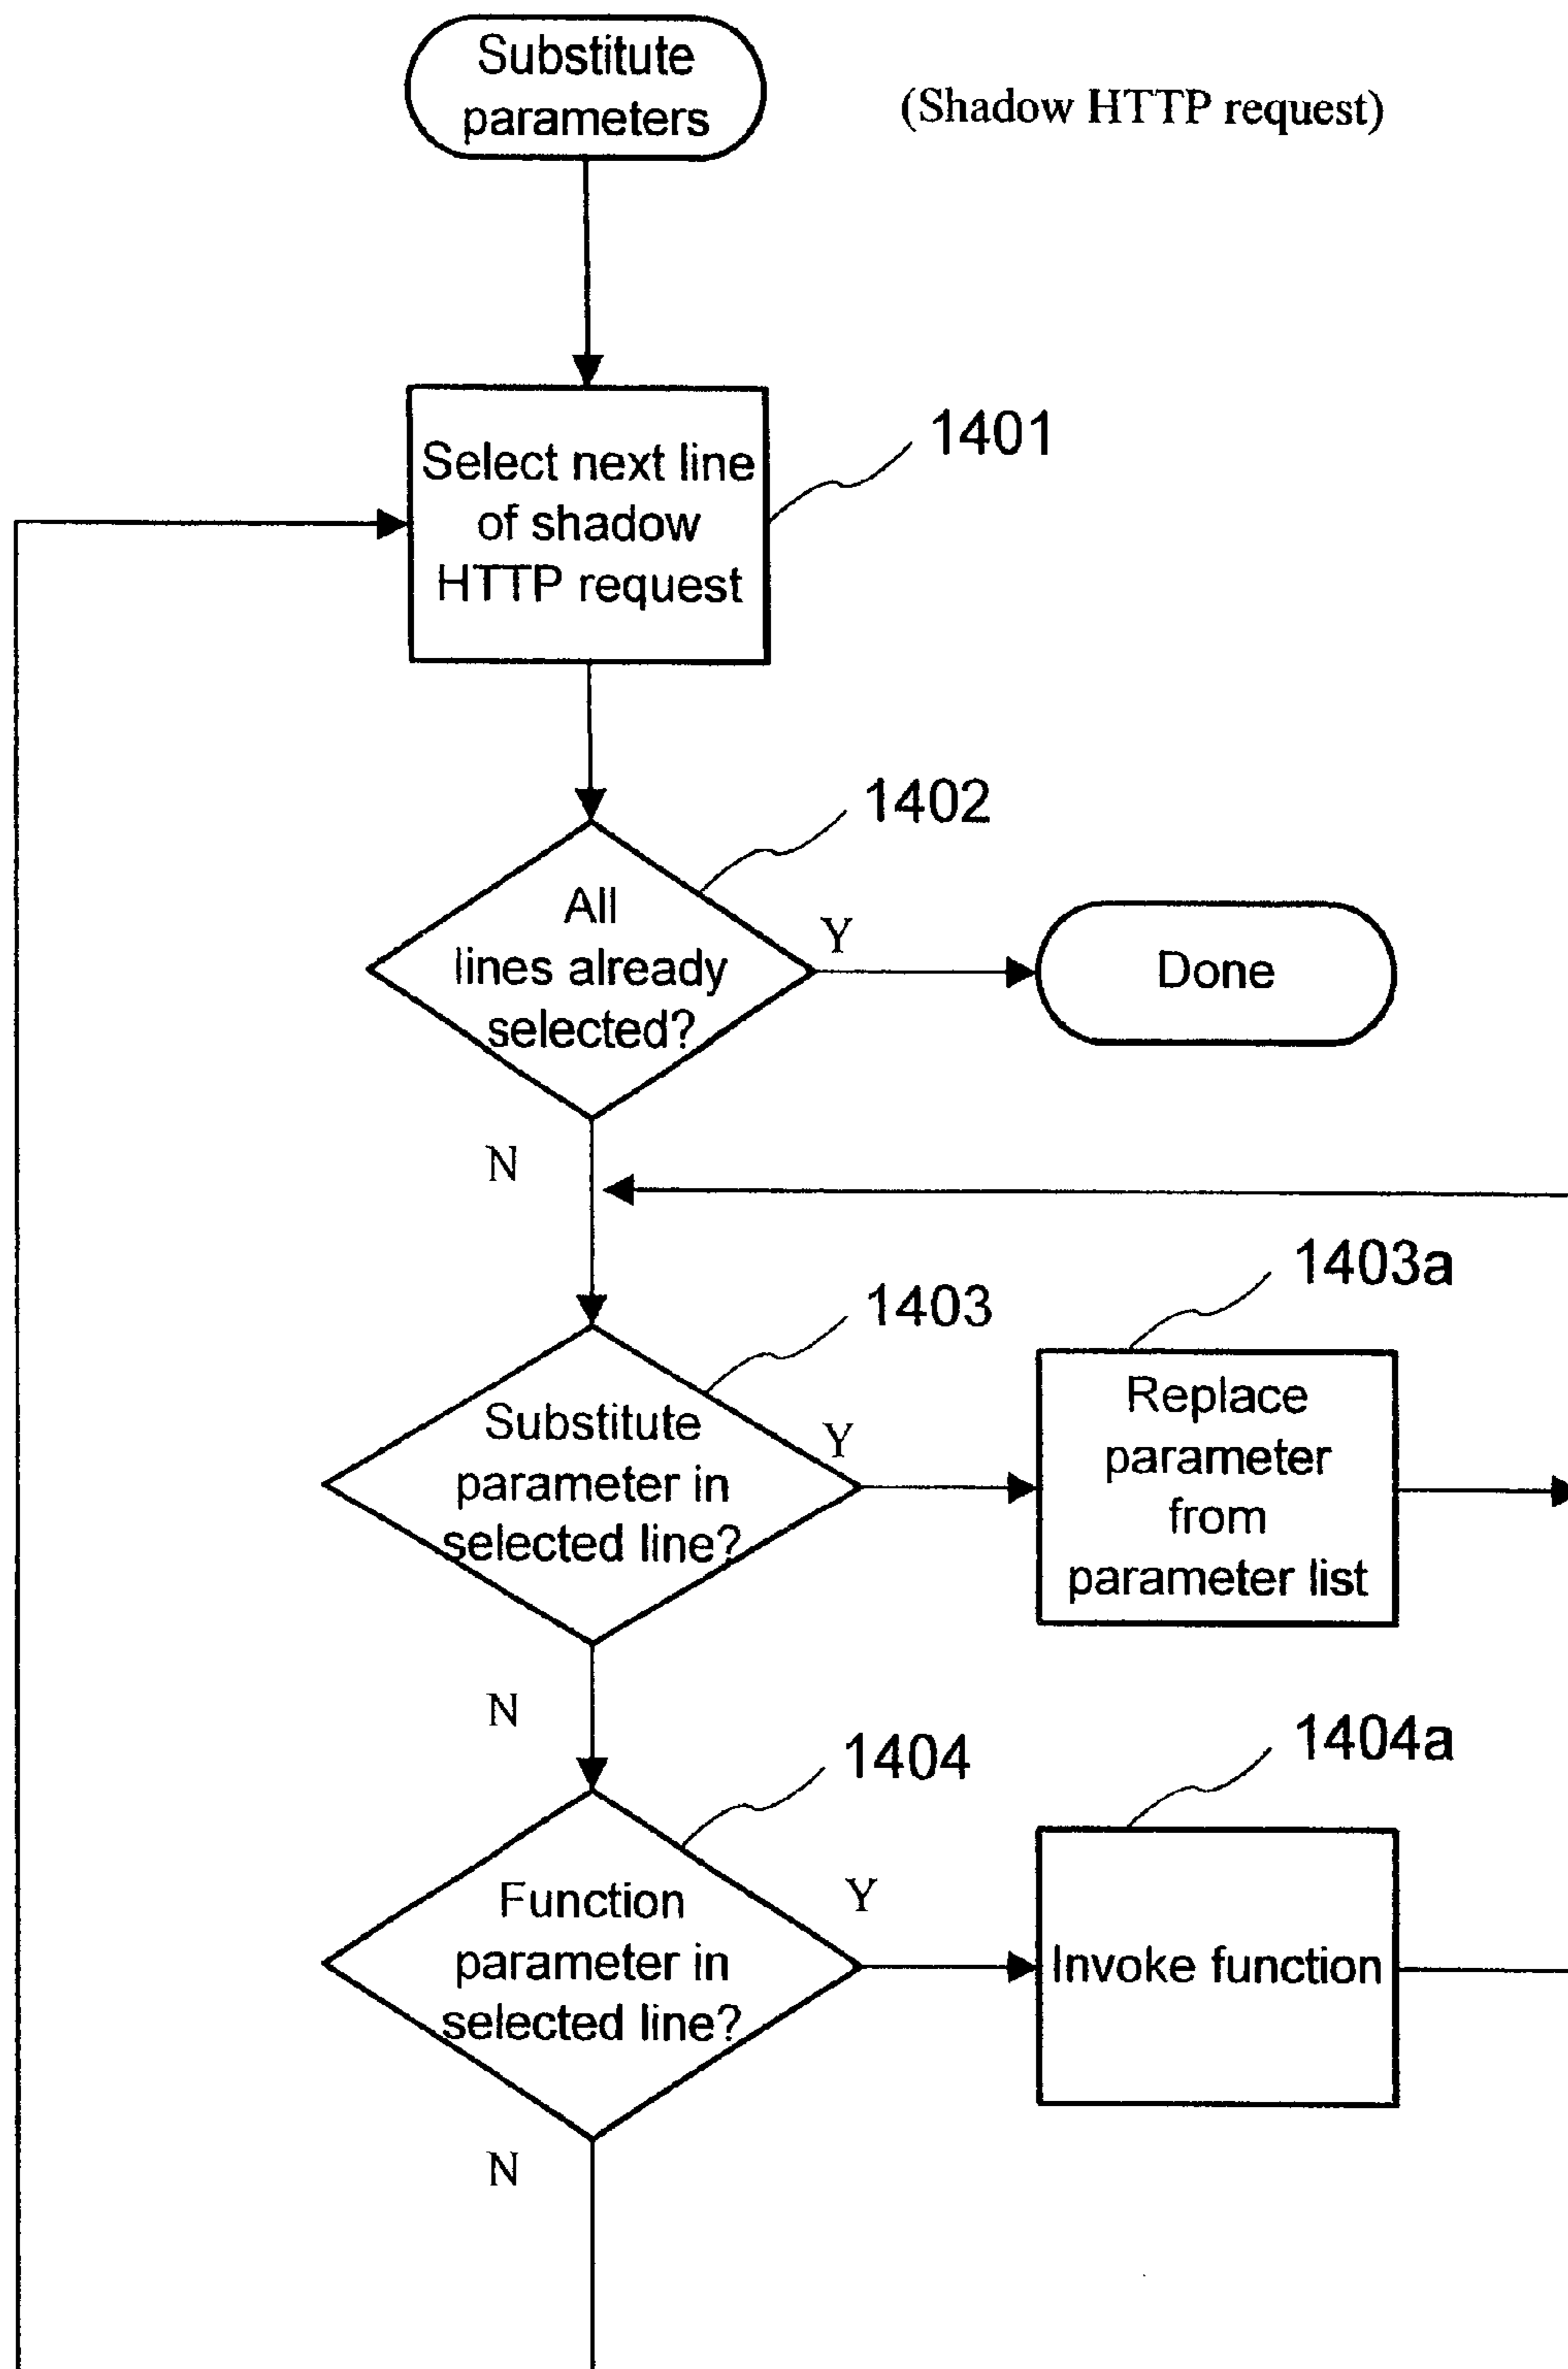 Substitute
parameters
(Shadow HTTP request)
1401
Select next line
of shadow
HTTP request
1402
All
lines already
selected?
Y
Done
N
1403a
1403
Replace
parameter
from
parameter list
Substitute
parameter in
selected line?
Y
N
1404a
1404
Function
parameter in
selected line?
Y
Invoke function
N